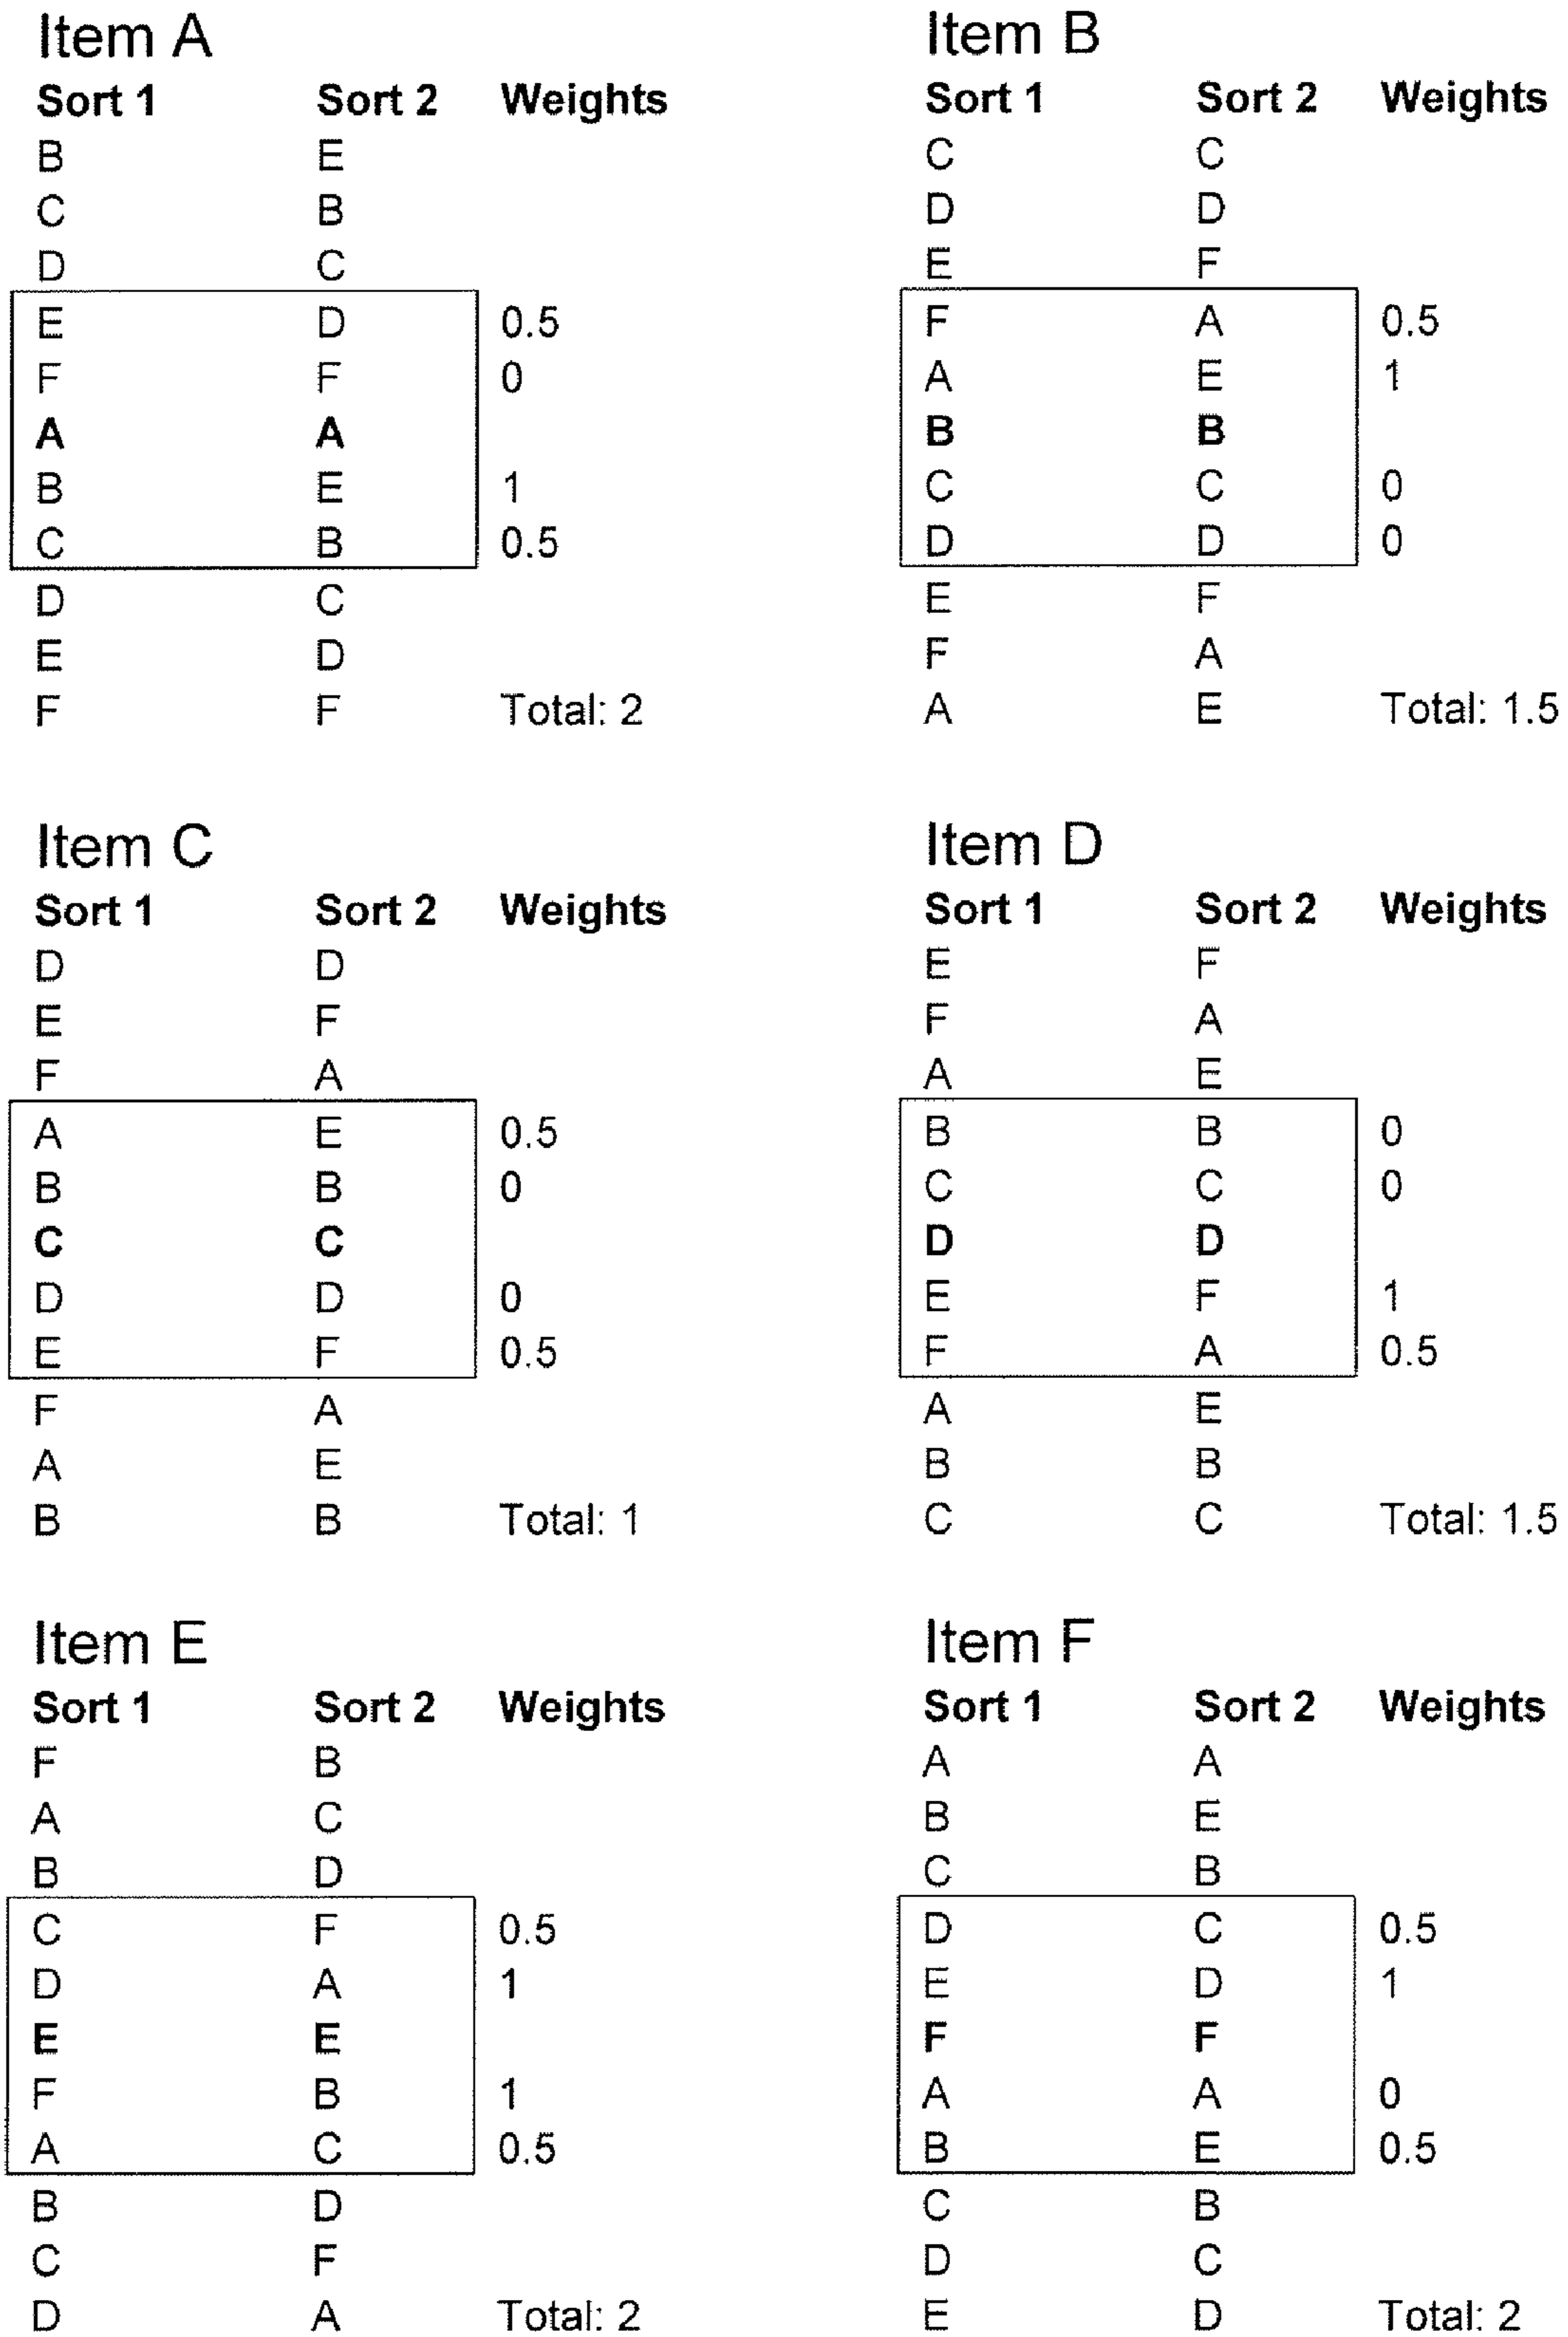 Item A
Sort 1 Sort 2 Weights
B E
C B
D C
E D 0.5
F F 0
A A
B E 1
C B 0.5
D C
E D
F F Total: 2
Item B
Sort 1 Sort 2 Weights
C C
D D
E F
F A 0.5
A E 1
B B
C C 0
D D 0
E F
F A
A E Total: 1.5
Item C
Sort 1 Sort 2 Weights
D D
E F
F A
A E 0.5
B B 0
C C
D D 0
E F 0.5
F A
A E
B B Total: 1
Item D
Sort 1 Sort 2 Weights
E F
F A
A E
B B 0
C C 0
D D
E F 1
F A 0.5
A E
B B
C C Total: 1.5
Item E
Sort 1 Sort 2 Weights
F B
A C
B D
C F 0.5
D A 1
E E
F B 1
A C 0.5
B D
C F
D A Total: 2
Item F
Sort 1 Sort 2 Weights
A A
B E
C B
D C 0.5
E D 1
F F
A A 0
B E 0.5
C B
D C
E D Total: 2